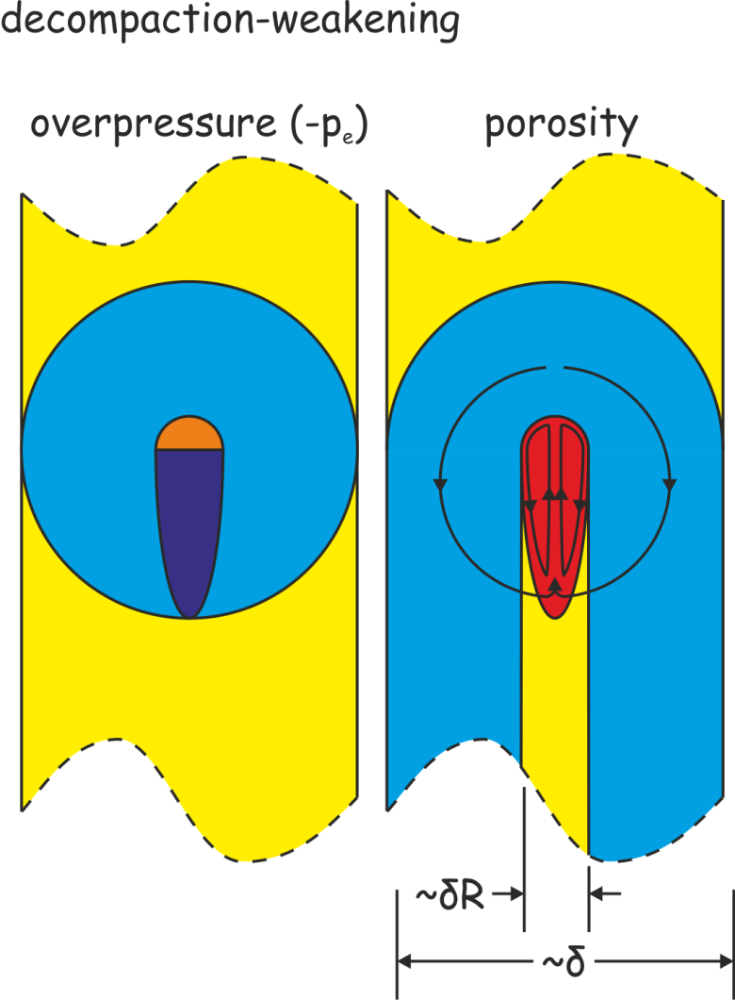 decompaction-weakening
overpressure (-pₑ)
porosity
~δR
~δ